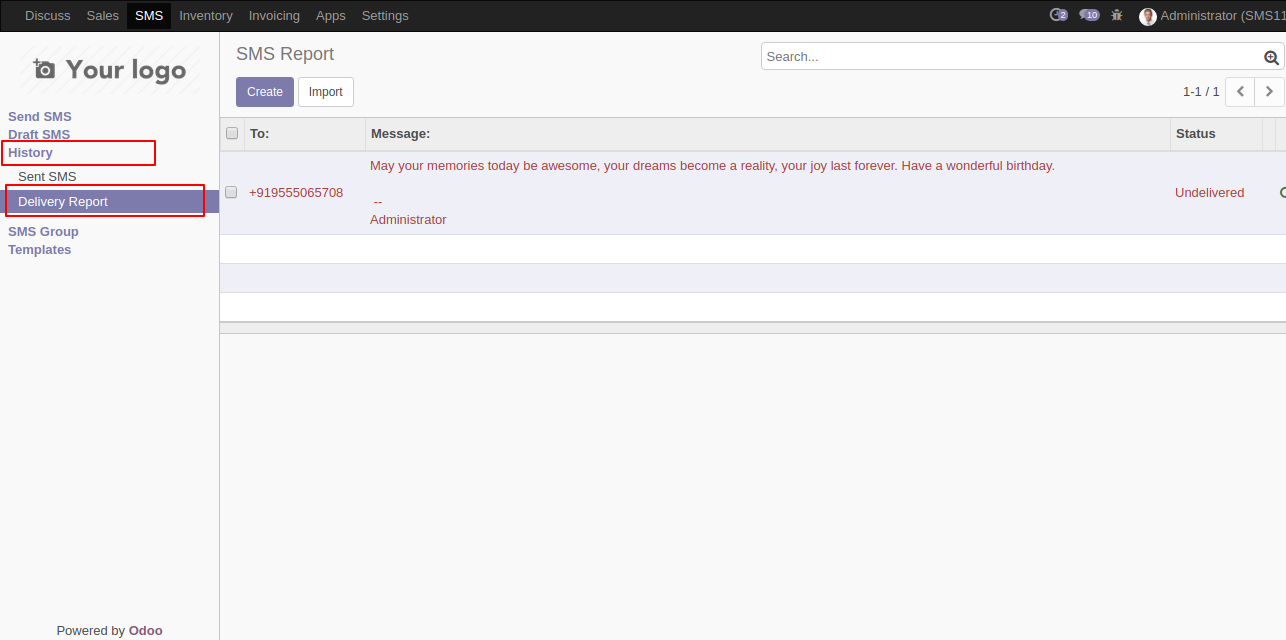 Discuss Sales SMS Inventory Invoicing Apps Settings 2 10 Administrator (SMS11
Your logo
Send SMS
Draft SMS
History
Sent SMS
Delivery Report
SMS Group
Templates
Powered by Odoo
SMS Report
Search...
Create Import 1-1 / 1
To: Message: Status
+919555065708
May your memories today be awesome, your dreams become a reality, your joy last forever. Have a wonderful birthday.
--
Administrator
Undelivered